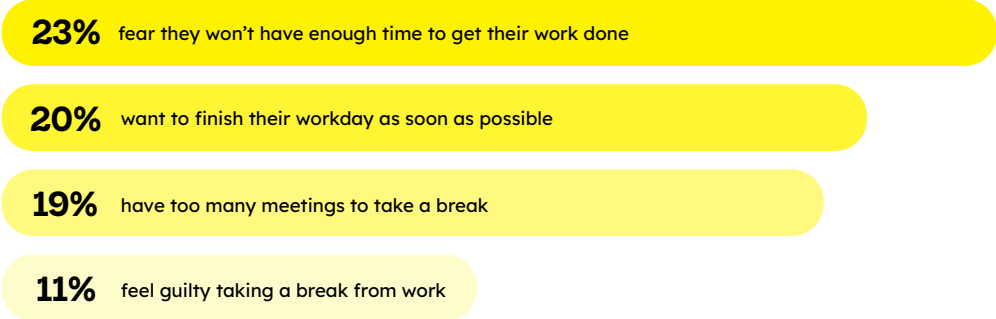 23% fear they won’t have enough time to get their work done
20% want to finish their workday as soon as possible
19% have too many meetings to take a break
11% feel guilty taking a break from work